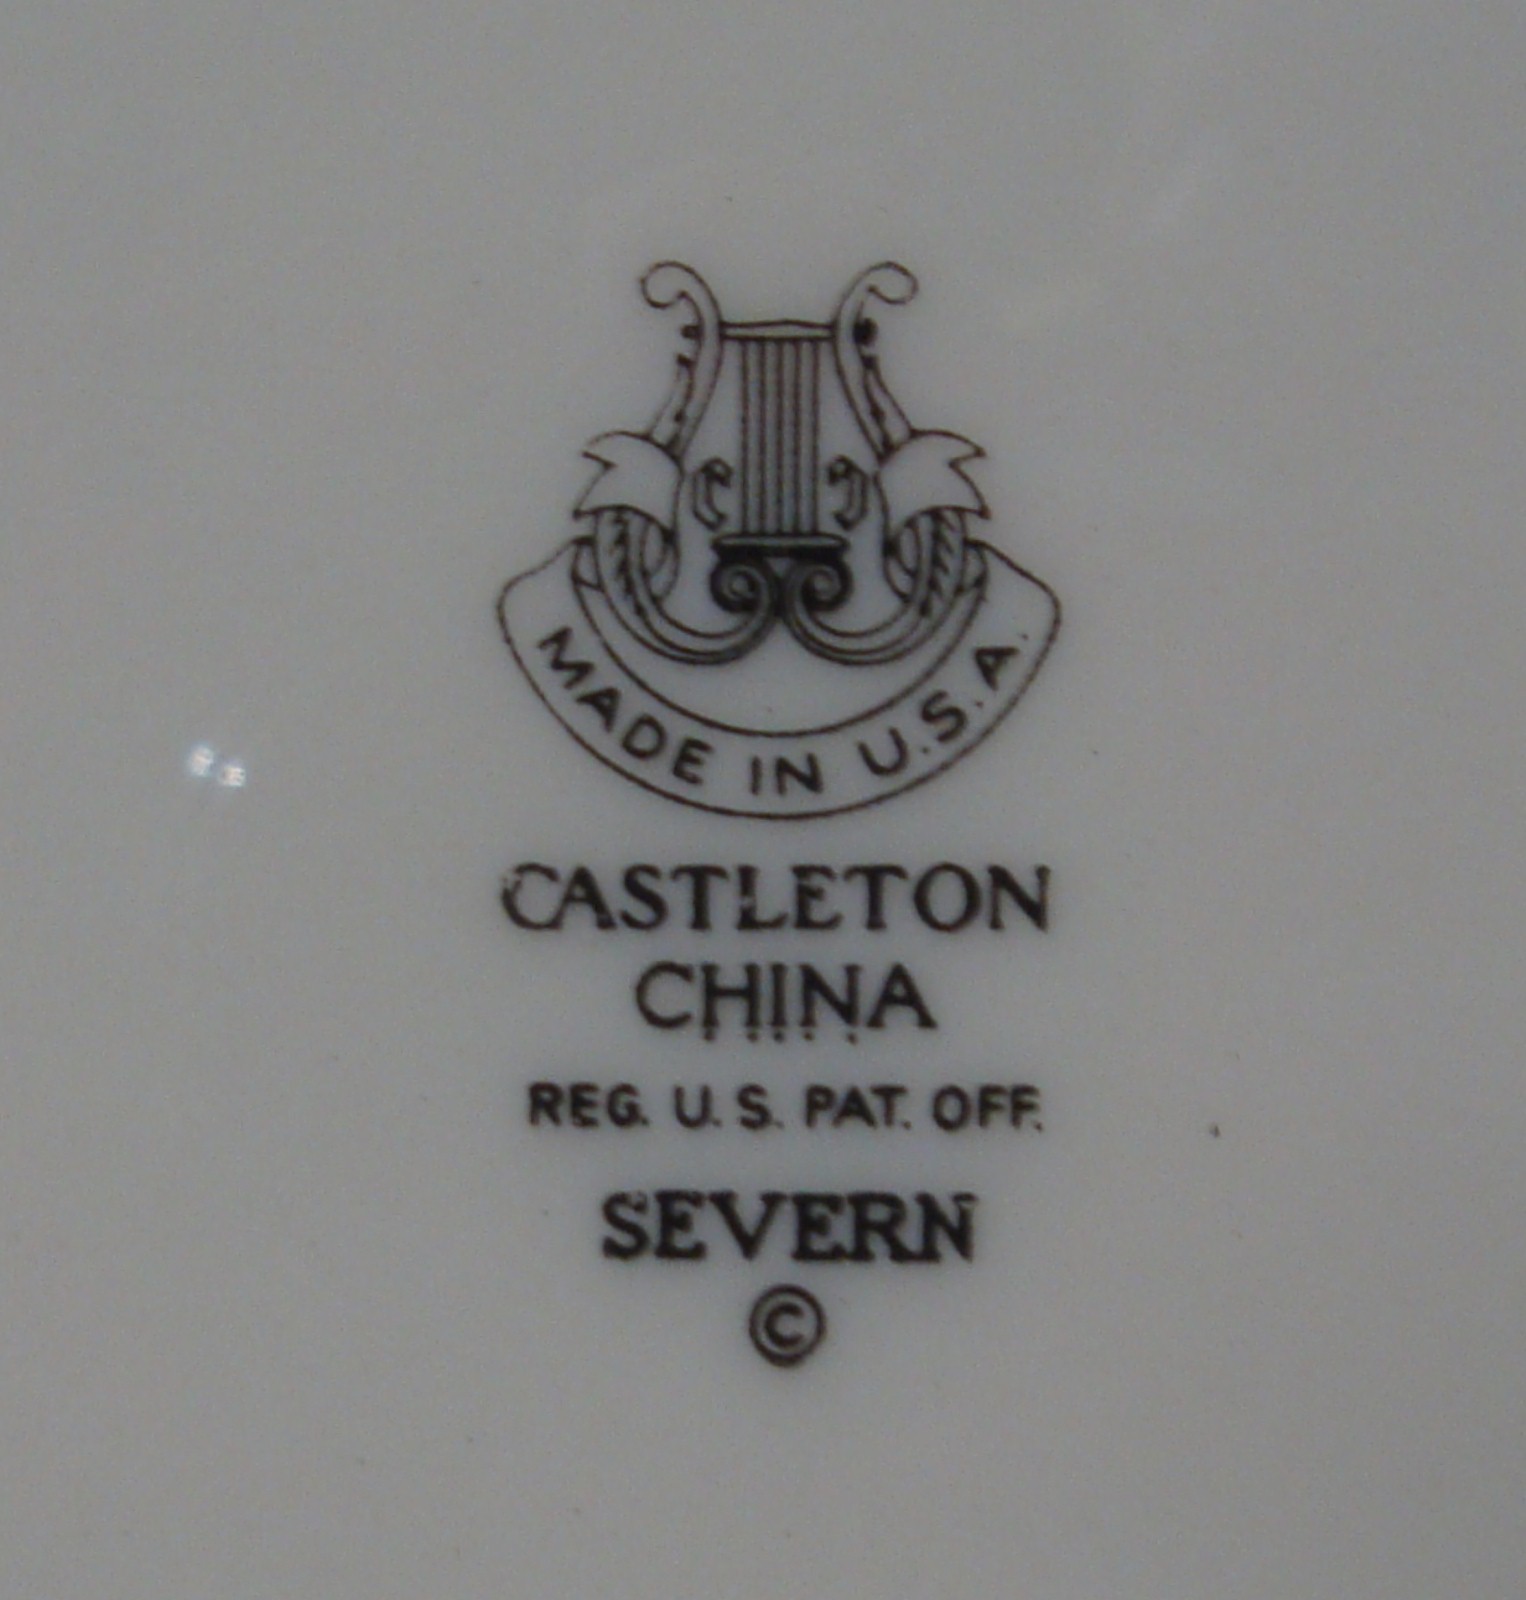 MADE IN U.S.A.
CASTLETON
CHINA
REG. U.S. PAT. OFF.
SEVERN
©